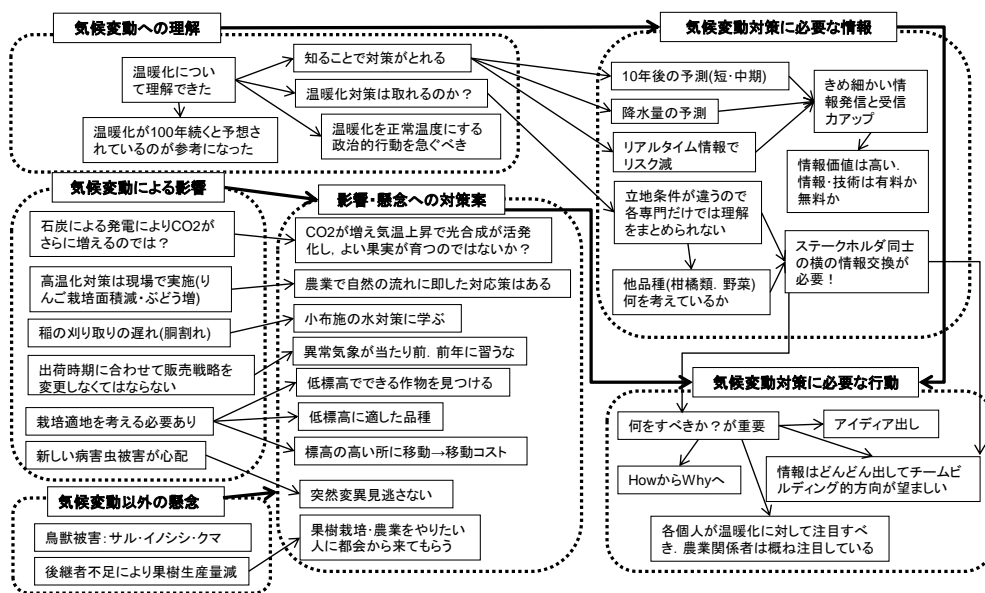 気候変動への理解
温暖化につい
て理解できた
知ることで対策がとれる
温暖化対策は取れるのか？
温暖化を正常温度にする
政治的行動を急ぐべき
温暖化が100年続くと予想さ
れているのが参考になった
気候変動対策に必要な情報
10年後の予測(短・中期)
降水量の予測
リアルタイム情報で
リスク減
きめ細かい情
報発信と受信
力アップ
情報価値は高い．
情報・技術は有料か
無料か
立地条件が違うので
各専門だけでは理解
をまとめられない
他品種(柑橘類．野菜)
何を考えているか
ステークホルダ同士
の横の情報交換が
必要！
気候変動による影響
石炭による発電によりCO2が
さらに増えるのでは？
高温化対策は現場で実施(り
んご栽培面積減・ぶどう増)
稲の刈り取りの遅れ(胴割れ)
出荷時期に合わせて販売戦略を
変更しなくてはならない
栽培適地を考える必要あり
新しい病害虫被害が心配
気候変動以外の懸念
鳥獣被害：サル・イノシシ・クマ
後継者不足により果樹生産量減
影響・懸念への対策案
CO2が増え気温上昇で光合成が活発
化し，よい果実が育つのではないか？
農業で自然の流れに即した対応策はある
小布施の水対策に学ぶ
異常気象が当たり前．前年に習うな
低標高でできる作物を見つける
低標高に適した品種
標高の高い所に移動→移動コスト
突然変異見逃さない
果樹栽培・農業をやりたい
人に都会から来てもらう
気候変動対策に必要な行動
何をすべきか？が重要
アイディア出し
HowからWhyへ
情報はどんどん出してチームビ
ルディング的方向が望ましい
各個人が温暖化に対して注目すべ
き．農業関係者は概ね注目している